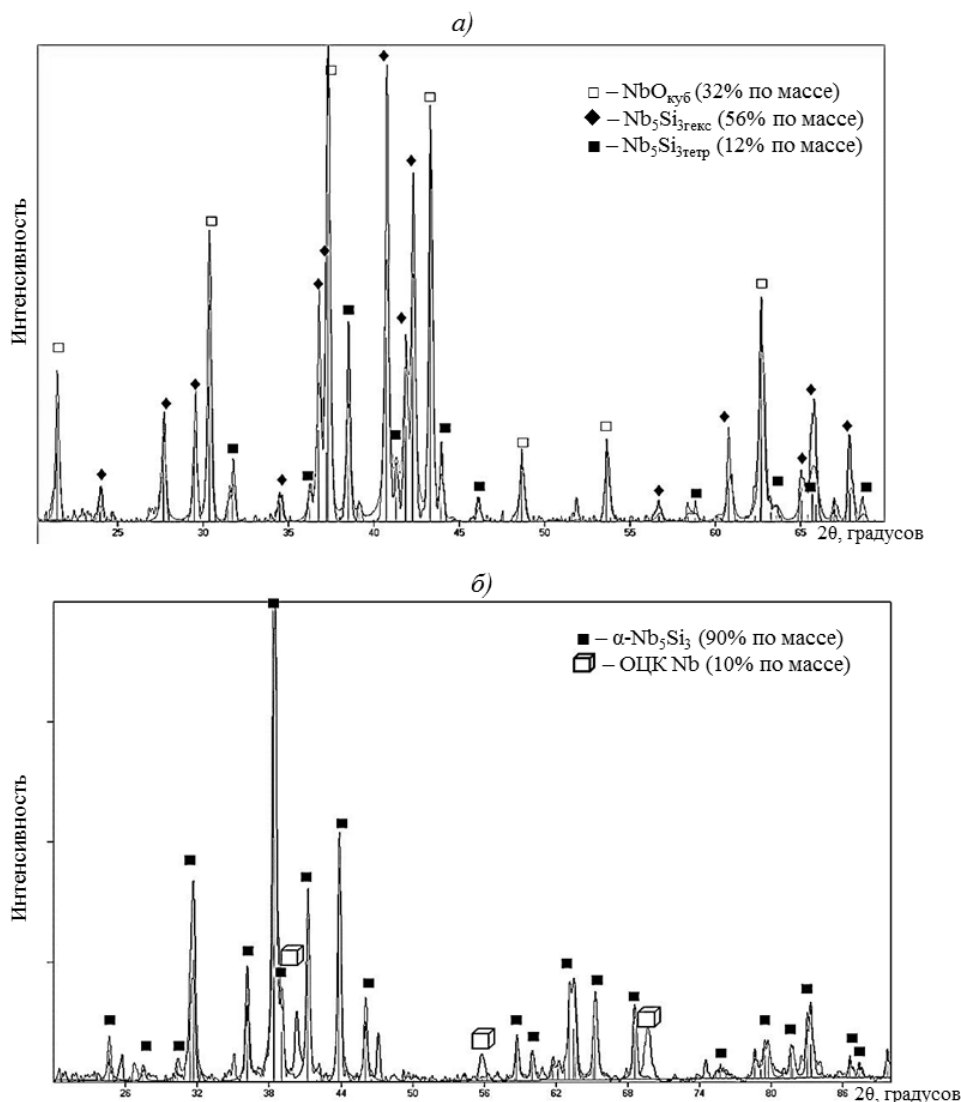 а)
□ – NbOкуб (32% по массе)
◆ – Nb5Si3гекс (56% по массе)
■ – Nb5Si3тетр (12% по массе)
Интенсивность
25 30 35 40 45 50 55 60 65
2θ, градусов
б)
■ – α-Nb5Si3 (90% по массе)
– ОЦК Nb (10% по массе)
Интенсивность
26 32 38 44 50 56 62 68 74 80 86
2θ, градусов